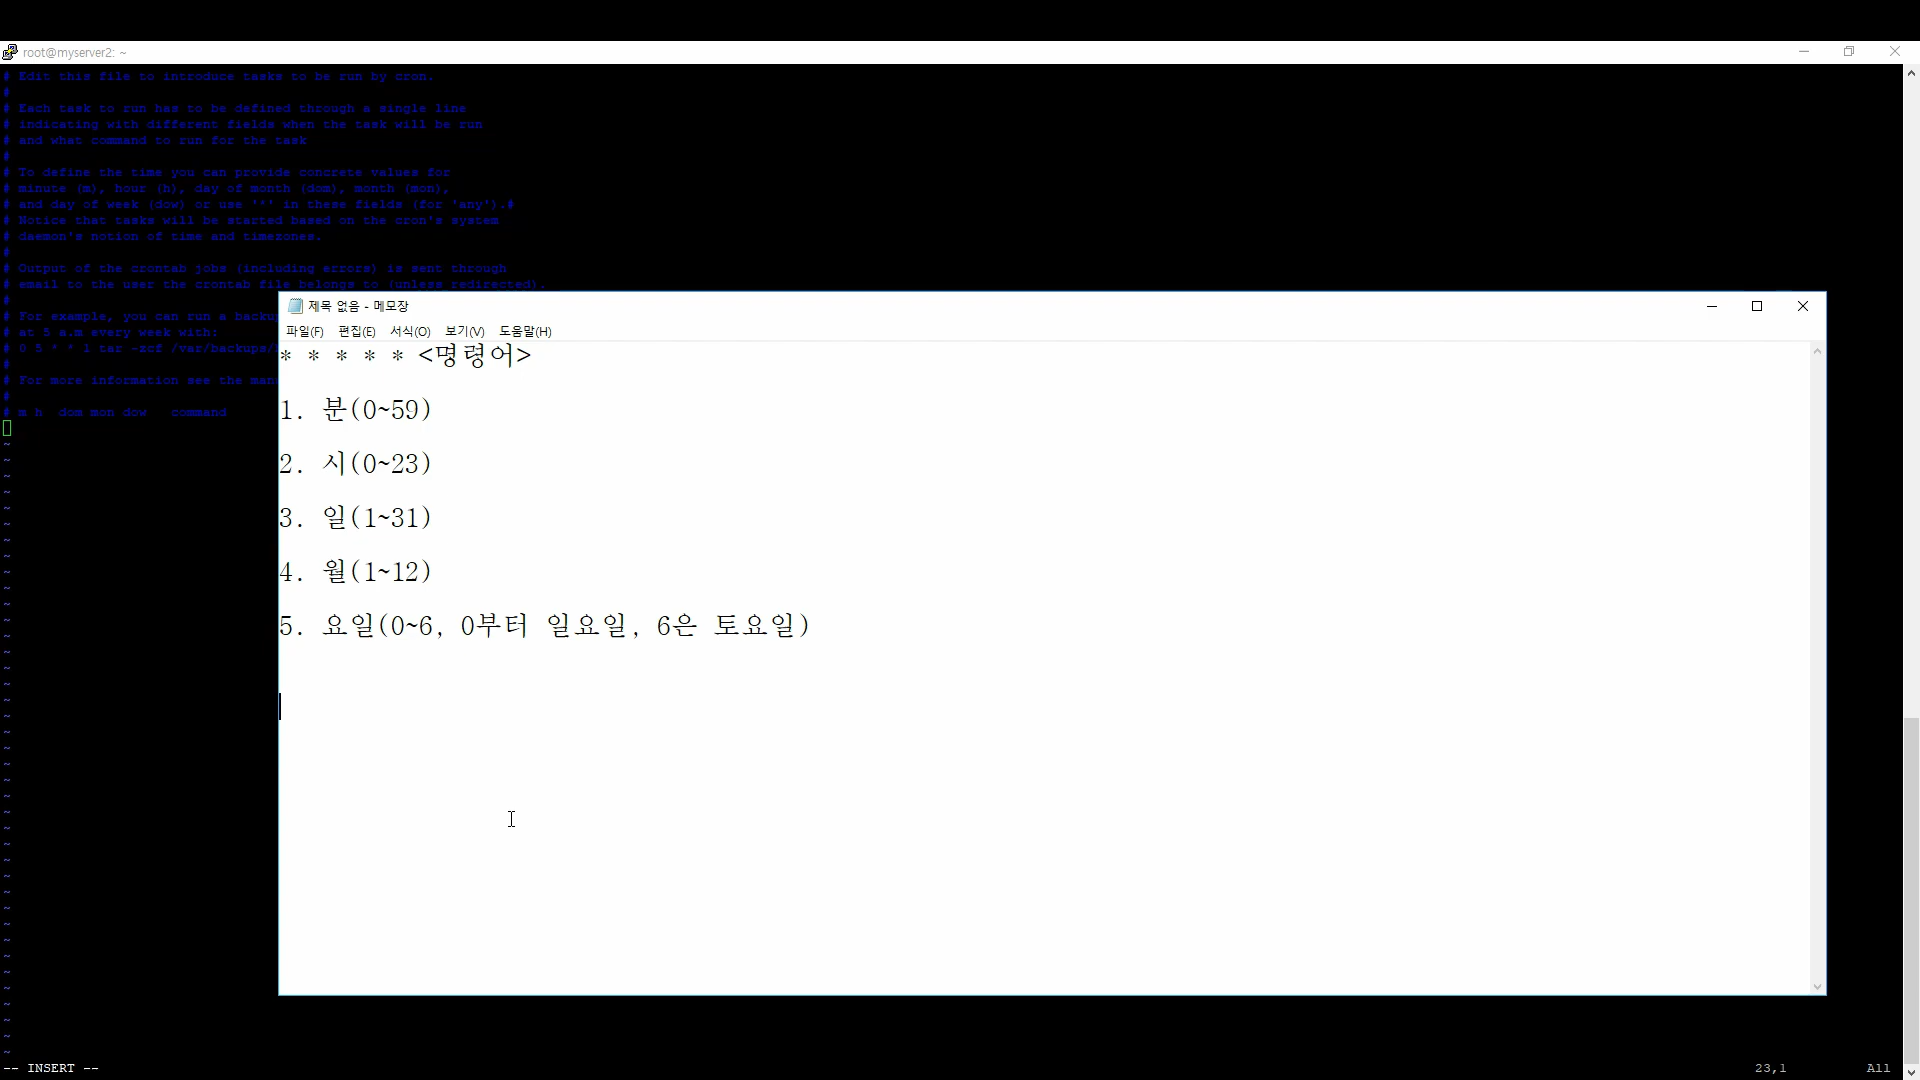 root@myserver2: ~
# Edit this file to introduce tasks to be run by cron.
#
# Each task to run has to be defined through a single line
# indicating with different fields when the task will be run
# and what command to run for the task
#
# To define the time you can provide concrete values for
# minute (m), hour (h), day of month (dom), month (mon),
# and day of week (dow) or use '*' in these fields (for 'any').#
# Notice that tasks will be started based on the cron's system
# daemon's notion of time and timezones.
#
# Output of the crontab jobs (including errors) is sent through
# email to the user the crontab file belongs to (unless redirected).
#
# For example, you can run a backup
# at 5 a.m every week with:
# 0 5 * * 1 tar -zcf /var/backups/
#
# For more information see the
#
# m h  dom mon dow   command
제목 없음 - 메모장
파일(F) 편집(E) 서식(O) 보기(V) 도움말(H)
* * * * * <명령어>
1. 분(0~59)
2. 시(0~23)
3. 일(1~31)
4. 월(1~12)
5. 요일(0~6, 0부터 일요일, 6은 토요일)
-- INSERT --
23,1
All